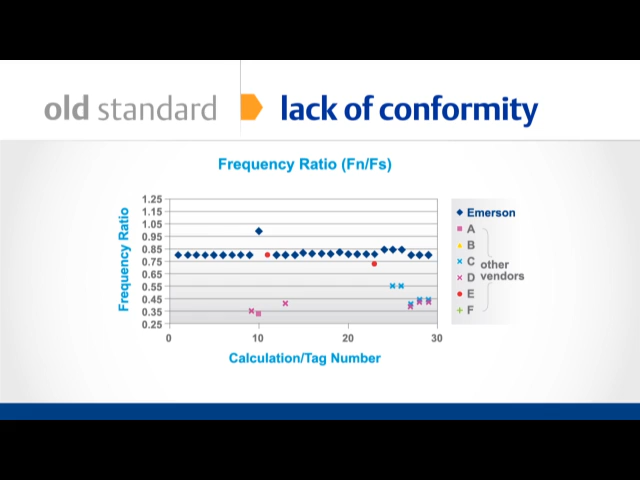 old standard
lack of conformity
Frequency Ratio (Fn/Fs)
Frequency Ratio
1.25
1.15
1.05
0.95
0.85
0.75
0.65
0.55
0.45
0.35
0.25
0
10
20
30
Calculation/Tag Number
Emerson
A
B
C
D
E
F
other
vendors